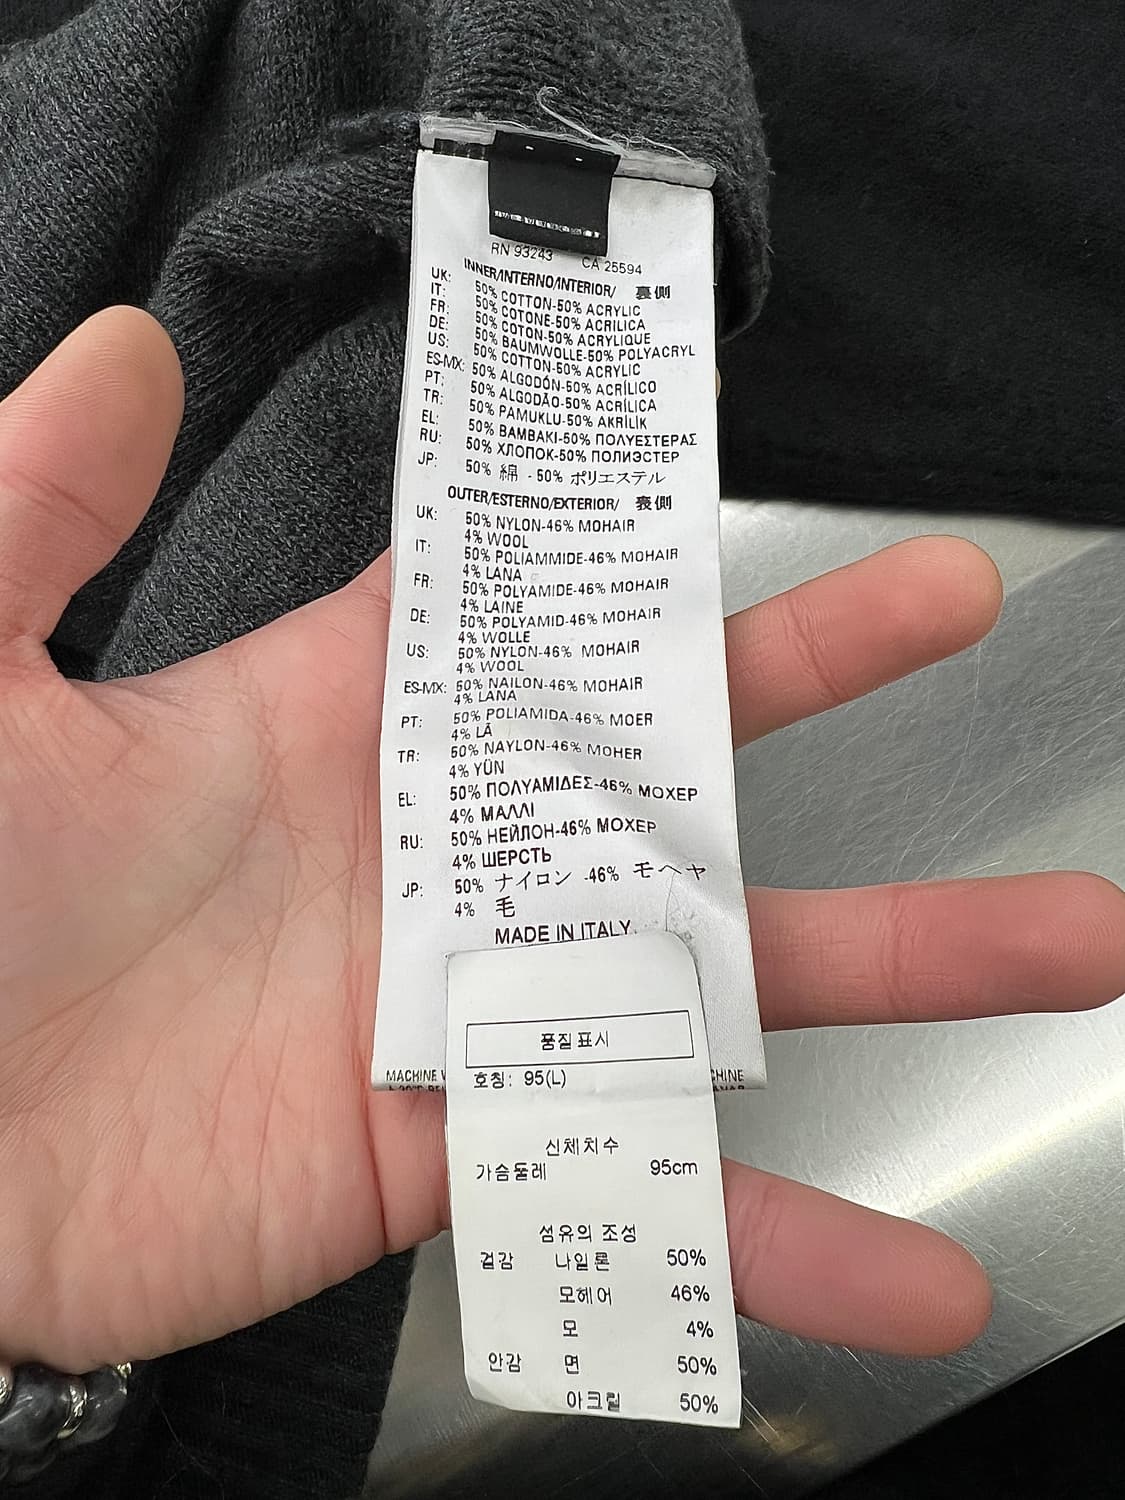 RN 93243 CA 25594
INNER/INTERNO/INTERIOR/ 裏側
UK: 50% COTTON-50% ACRYLIC
IT: 50% COTONE-50% ACRILICA
FR: 50% COTON-50% ACRYLIQUE
DE: 50% BAUMWOLLE-50% POLYACRYL
US: 50% COTTON-50% ACRYLIC
ES-MX: 50% ALGODÓN-50% ACRÍLICO
PT: 50% ALGODÃO-50% ACRÍLICA
TR: 50% PAMUKLU-50% AKRİLİK
EL: 50% BAMBAKI-50% ΠΟΛΥΕΣΤΕΡΑΣ
RU: 50% ХЛОПОК-50% ПОЛИЭСТЕР
JP: 50% 綿 - 50% ポリエステル
OUTER/ESTERNO/EXTERIOR/ 表側
UK: 50% NYLON-46% MOHAIR
4% WOOL
IT: 50% POLIAMMIDE-46% MOHAIR
4% LANA
FR: 50% POLYAMIDE-46% MOHAIR
4% LAINE
DE: 50% POLYAMID-46% MOHAIR
4% WOLLE
US: 50% NYLON-46% MOHAIR
4% WOOL
ES-MX: 50% NAILON-46% MOHAIR
4% LANA
PT: 50% POLIAMIDA-46% MOER
4% LÃ
TR: 50% NAYLON-46% MOHER
4% YÜN
EL: 50% ΠΟΛΥΑΜΙΔΕΣ-46% ΜΟΧΕΡ
4% ΜΑΛΛΙ
RU: 50% НЕЙЛОН-46% МОХЕР
4% ШЕРСТЬ
JP: 50% ナイロン -46% モヘヤ
4% 毛
MADE IN ITALY
MACHINE
품질표시
호칭: 95(L)
신체치수
가슴둘레 95cm
섬유의 조성
겉감 나일론 50%
모헤어 46%
모 4%
안감 면 50%
아크릴 50%